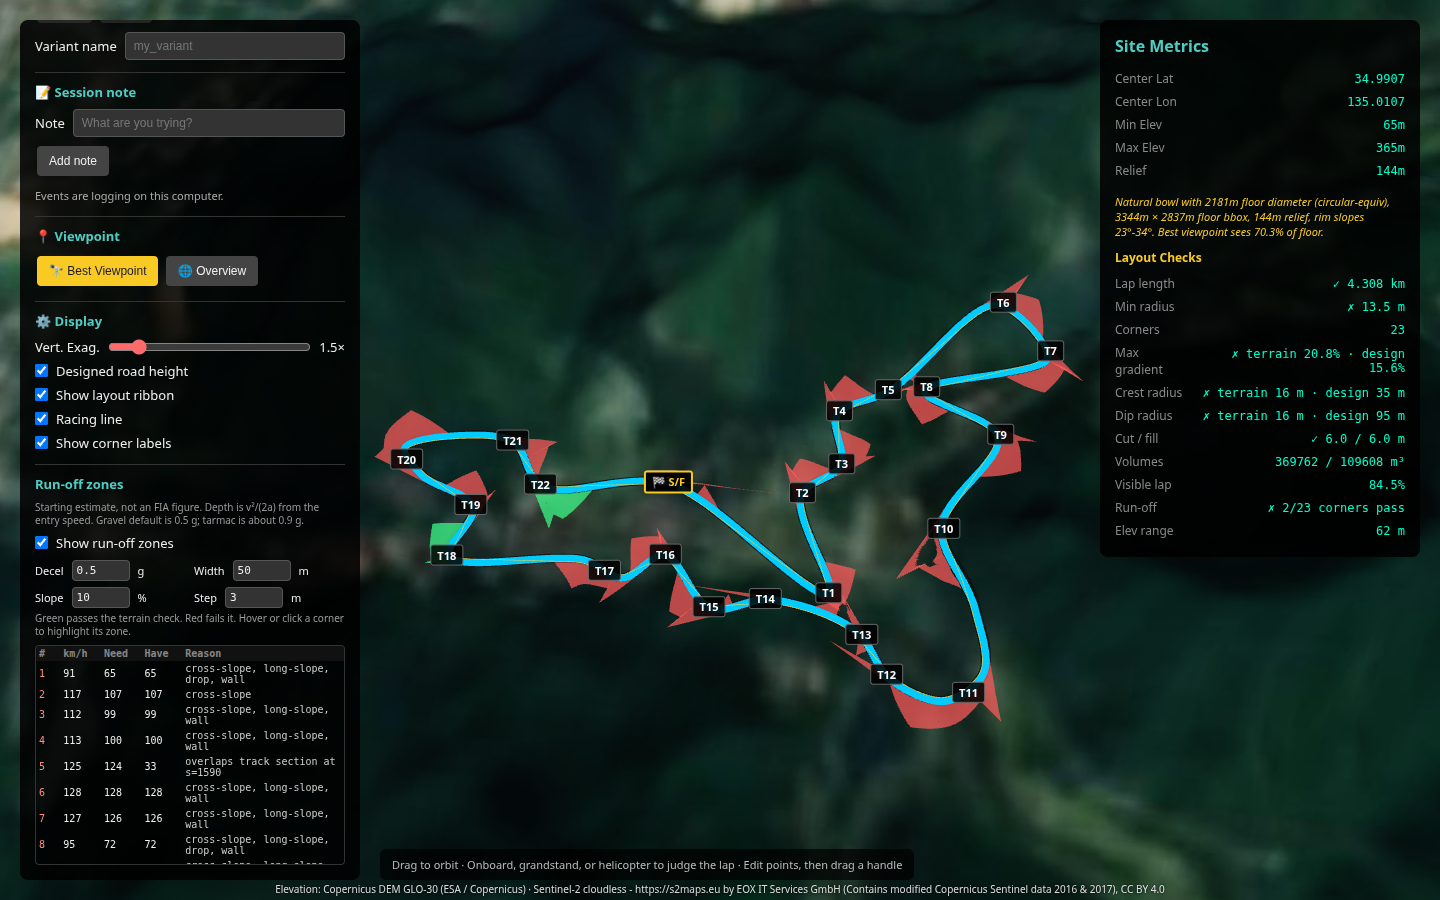 Variant name
my_variant
📝 Session note
Note
What are you trying?
Add note
Events are logging on this computer.
📍 Viewpoint
🔭 Best Viewpoint
🌐 Overview
⚙️ Display
Vert. Exag.
1.5×
Designed road height
Show layout ribbon
Racing line
Show corner labels
Run-off zones
Starting estimate, not an FIA figure. Depth is v²/(2a) from the
entry speed. Gravel default is 0.5 g; tarmac is about 0.9 g.
Show run-off zones
Decel 0.5 g Width 50 m
Slope 10 % Step 3 m
Green passes the terrain check. Red fails it. Hover or click a corner
to highlight its zone.
# km/h Need Have Reason
1 91 65 65 cross-slope, long-slope,
drop, wall
2 117 107 107 cross-slope
3 112 99 99 cross-slope, long-slope,
wall
4 113 100 100 cross-slope, long-slope,
wall
5 125 124 33 overlaps track section at
s=1590
6 128 128 128 cross-slope, long-slope,
wall
7 127 126 126 cross-slope, long-slope,
wall
8 95 72 72 cross-slope, long-slope,
drop, wall
T6
T7
T5
T8
T4
T9
T21
T20
T3
T22
🏁 S/F
T2
T19
T10
T18
T16
T17
T1
T14
T15
T13
T12
T11
Site Metrics
Center Lat 34.9907
Center Lon 135.0107
Min Elev 65m
Max Elev 365m
Relief 144m
Natural bowl with 2181m floor diameter (circular-equiv),
3344m × 2837m floor bbox, 144m relief, rim slopes
23°-34°. Best viewpoint sees 70.3% of floor.
Layout Checks
Lap length ✓ 4.308 km
Min radius ✗ 13.5 m
Corners 23
Max gradient ✗ terrain 20.8% · design
15.6%
Crest radius ✗ terrain 16 m · design 35 m
Dip radius ✗ terrain 16 m · design 95 m
Cut / fill ✓ 6.0 / 6.0 m
Volumes 369762 / 109608 m³
Visible lap 84.5%
Run-off ✗ 2/23 corners pass
Elev range 62 m
Drag to orbit · Onboard, grandstand, or helicopter to judge the lap · Edit points, then drag a handle
Elevation: Copernicus DEM GLO-30 (ESA / Copernicus) · Sentinel-2 cloudless - https://s2maps.eu by EOX IT Services GmbH (Contains modified Copernicus Sentinel data 2016 & 2017), CC BY 4.0